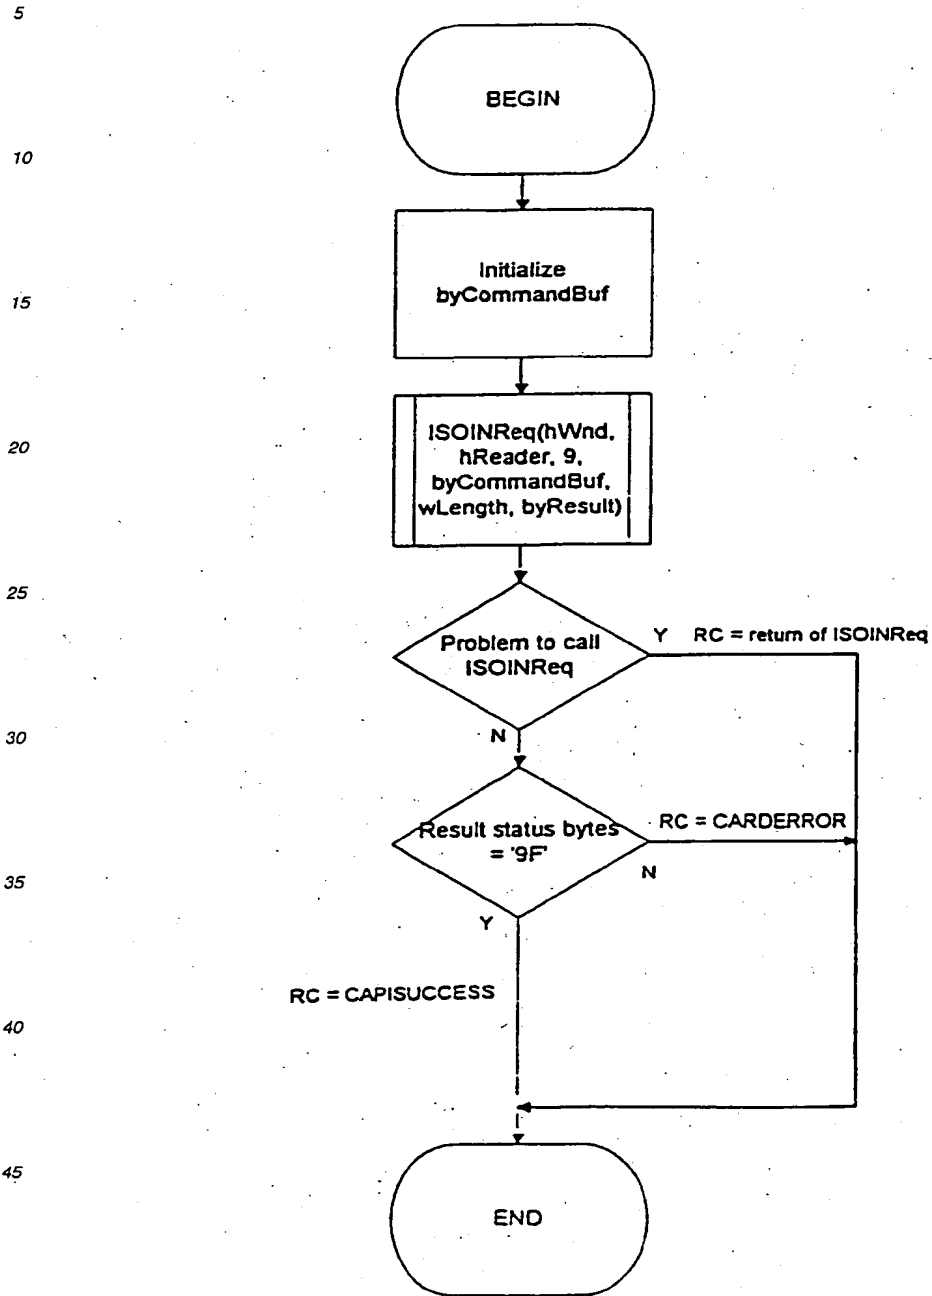 5
BEGIN
10
Initialize
byCommandBuf
15
ISOINReq(hWnd,
hReader, 9,
byCommandBuf,
wLength, byResult)
20
25
Problem to call
ISOINReq
Y RC = return of ISOINReq
N
30
Result status bytes
= '9F'
RC = CARDERROR
N
35
Y
RC = CAPISUCCESS
40
45
END